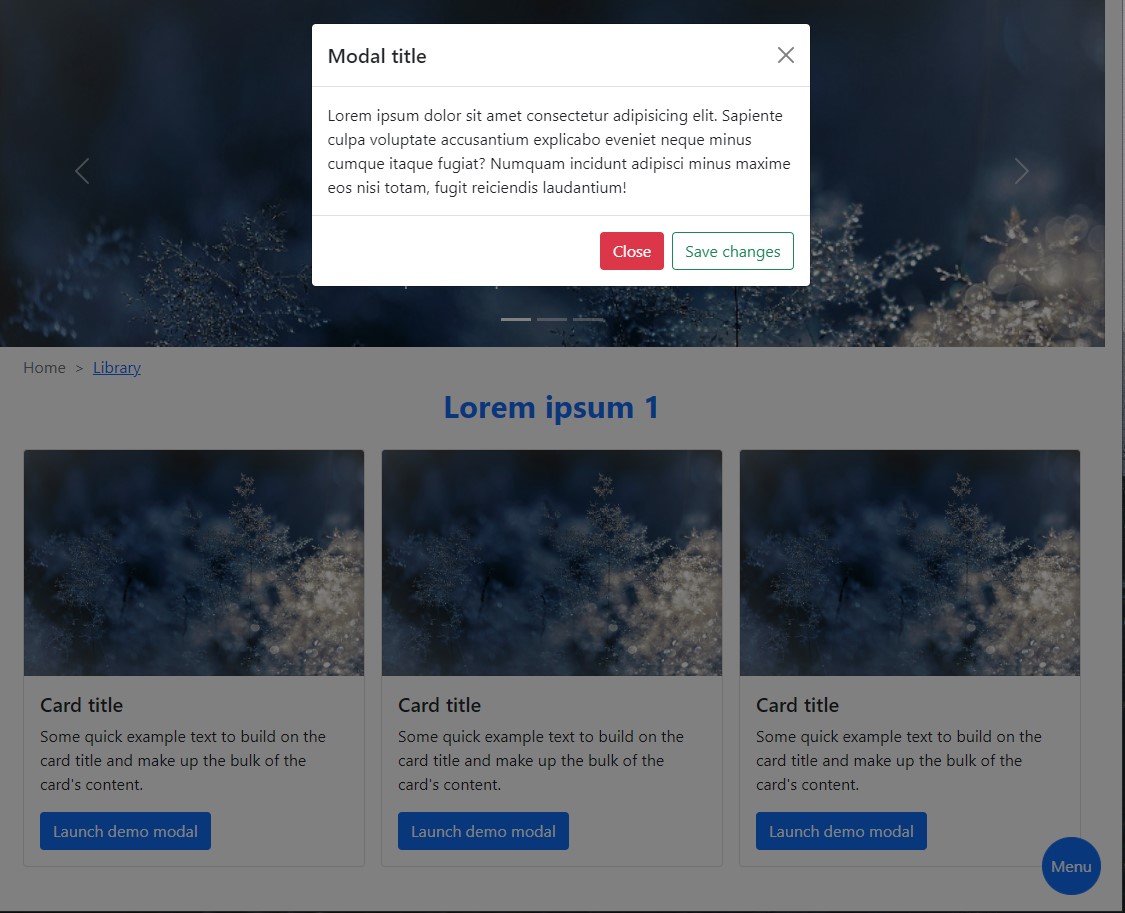 Modal title
Lorem ipsum dolor sit amet consectetur adipisicing elit. Sapiente
culpa voluptate accusantium explicabo eveniet neque minus
cumque itaque fugiat? Numquam incidunt adipisci minus maxime
eos nisi totam, fugit reiciendis laudantium!
Close Save changes
Home > Library
Lorem ipsum 1
Card title
Some quick example text to build on the
card title and make up the bulk of the
card's content.
Launch demo modal
Card title
Some quick example text to build on the
card title and make up the bulk of the
card's content.
Launch demo modal
Card title
Some quick example text to build on the
card title and make up the bulk of the
card's content.
Launch demo modal
Menu